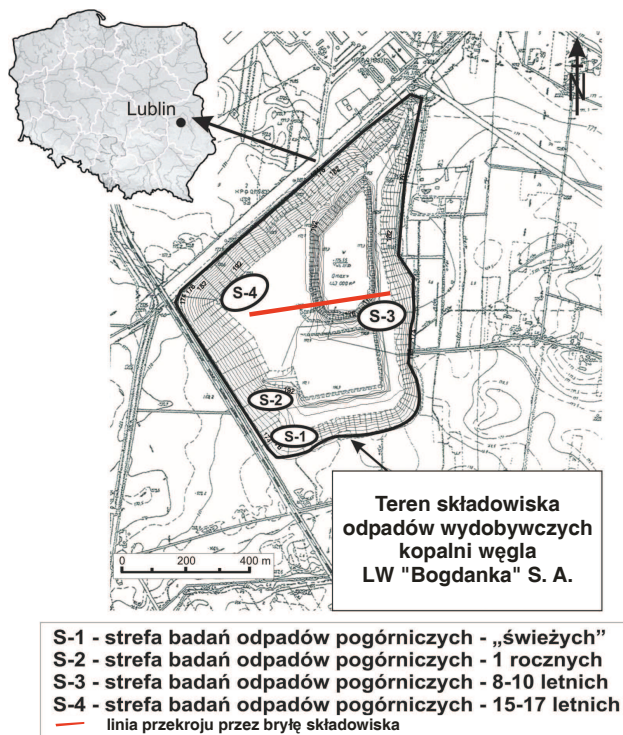 Lublin
N
S-4
S-3
S-2
S-1
Teren składowiska
odpadów wydobywczych
kopalni węgla
LW "Bogdanka" S. A.
0 200 400 m
S-1 - strefa badań odpadów pogórniczych - „świeżych”
S-2 - strefa badań odpadów pogórniczych - 1 rocznych
S-3 - strefa badań odpadów pogórniczych - 8-10 letnich
S-4 - strefa badań odpadów pogórniczych - 15-17 letnich
linia przekroju przez bryłę składowiska